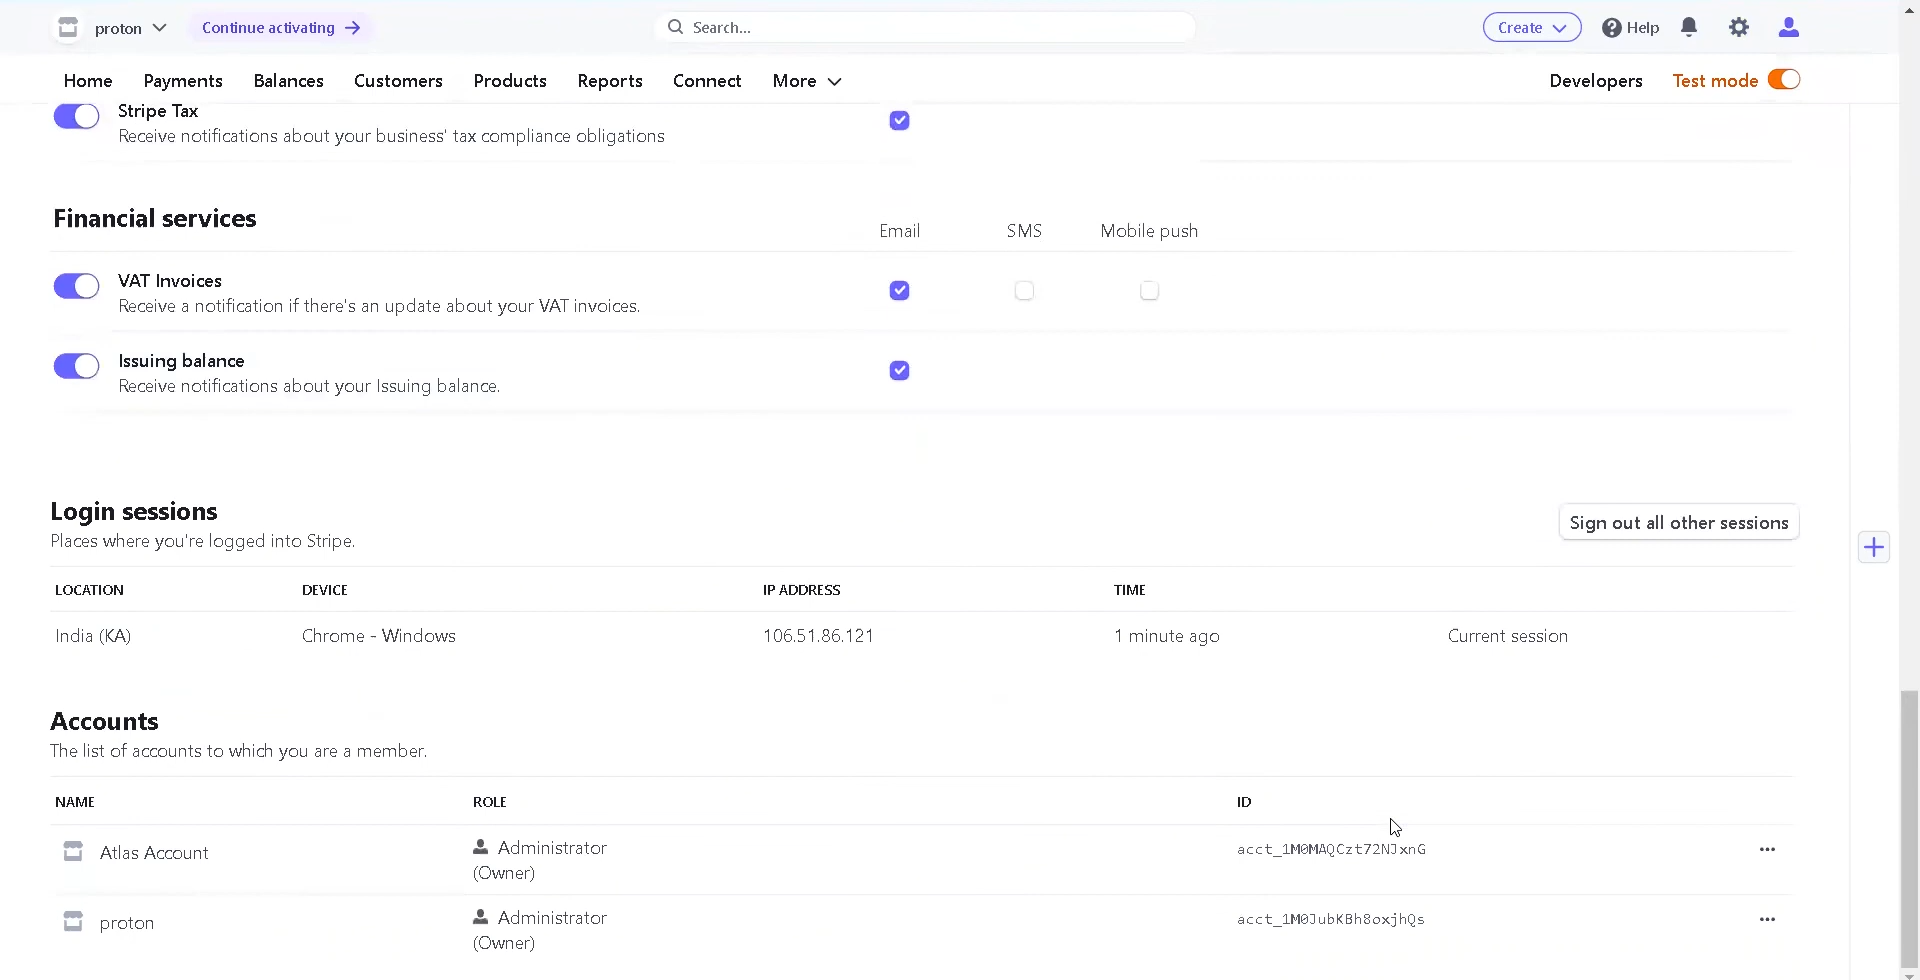 proton
Continue activating
Search...
Create
Help
Home Payments Balances Customers Products Reports Connect More
Developers Test mode
Stripe Tax
Receive notifications about your business' tax compliance obligations
Financial services
Email SMS Mobile push
VAT Invoices
Receive a notification if there's an update about your VAT invoices.
Issuing balance
Receive notifications about your Issuing balance.
Login sessions
Sign out all other sessions
Places where you're logged into Stripe.
LOCATION DEVICE IP ADDRESS TIME
India (KA) Chrome - Windows 106.51.86.121 1 minute ago Current session
Accounts
The list of accounts to which you are a member.
NAME ROLE ID
Atlas Account Administrator acct_1M0MAQCzt72NJxnG
(Owner)
proton Administrator acct_1M0JubKBh8oxjhQs
(Owner)